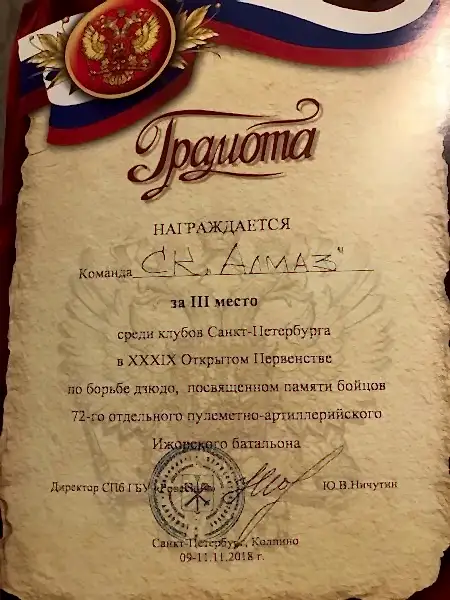 Грамота
НАГРАЖДАЕТСЯ
Команда СК „Алмаз"
за III место
среди клубов Санкт-Петербурга
в XXXIX Открытом Первенстве
по борьбе дзюдо, посвященном памяти бойцов
72-го отдельного пулеметно-артиллерийского
Ижорского батальона
Директор СПб ГБУ Ю.В.Ничутин
Санкт-Петербург, Колпино
09-11.11.2018 г.